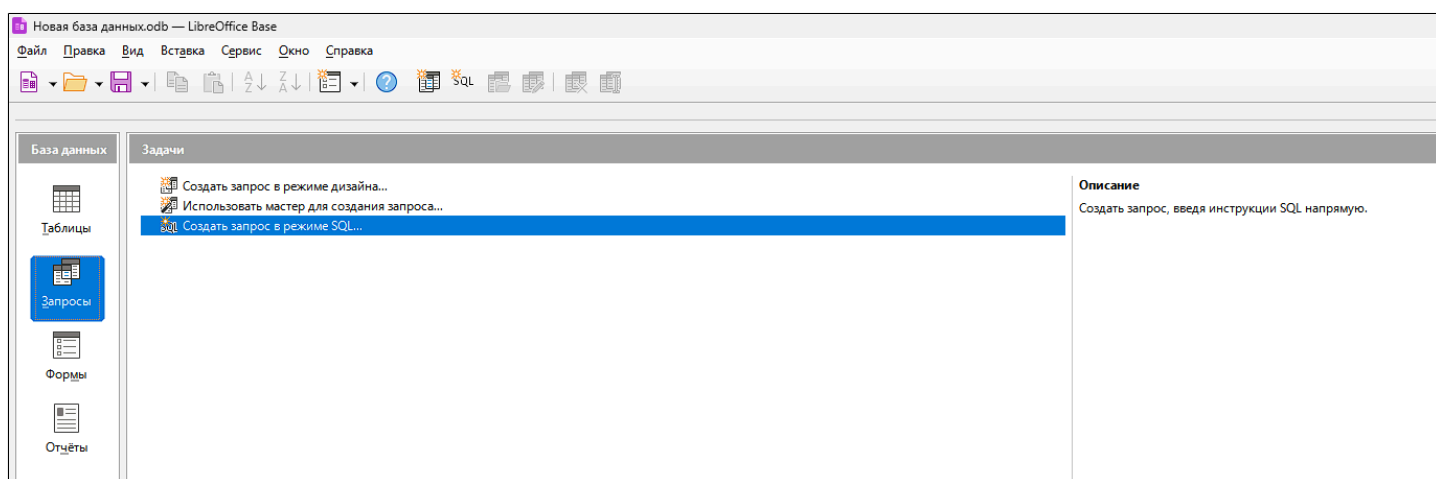 Новая база данных.odb — LibreOffice Base
Файл Правка Вид Вставка Сервис Окно Справка
SQL
База данных
Задачи
Таблицы
Запросы
Формы
Отчёты
Создать запрос в режиме дизайна...
Использовать мастер для создания запроса...
Создать запрос в режиме SQL...
Описание
Создать запрос, введя инструкции SQL напрямую.